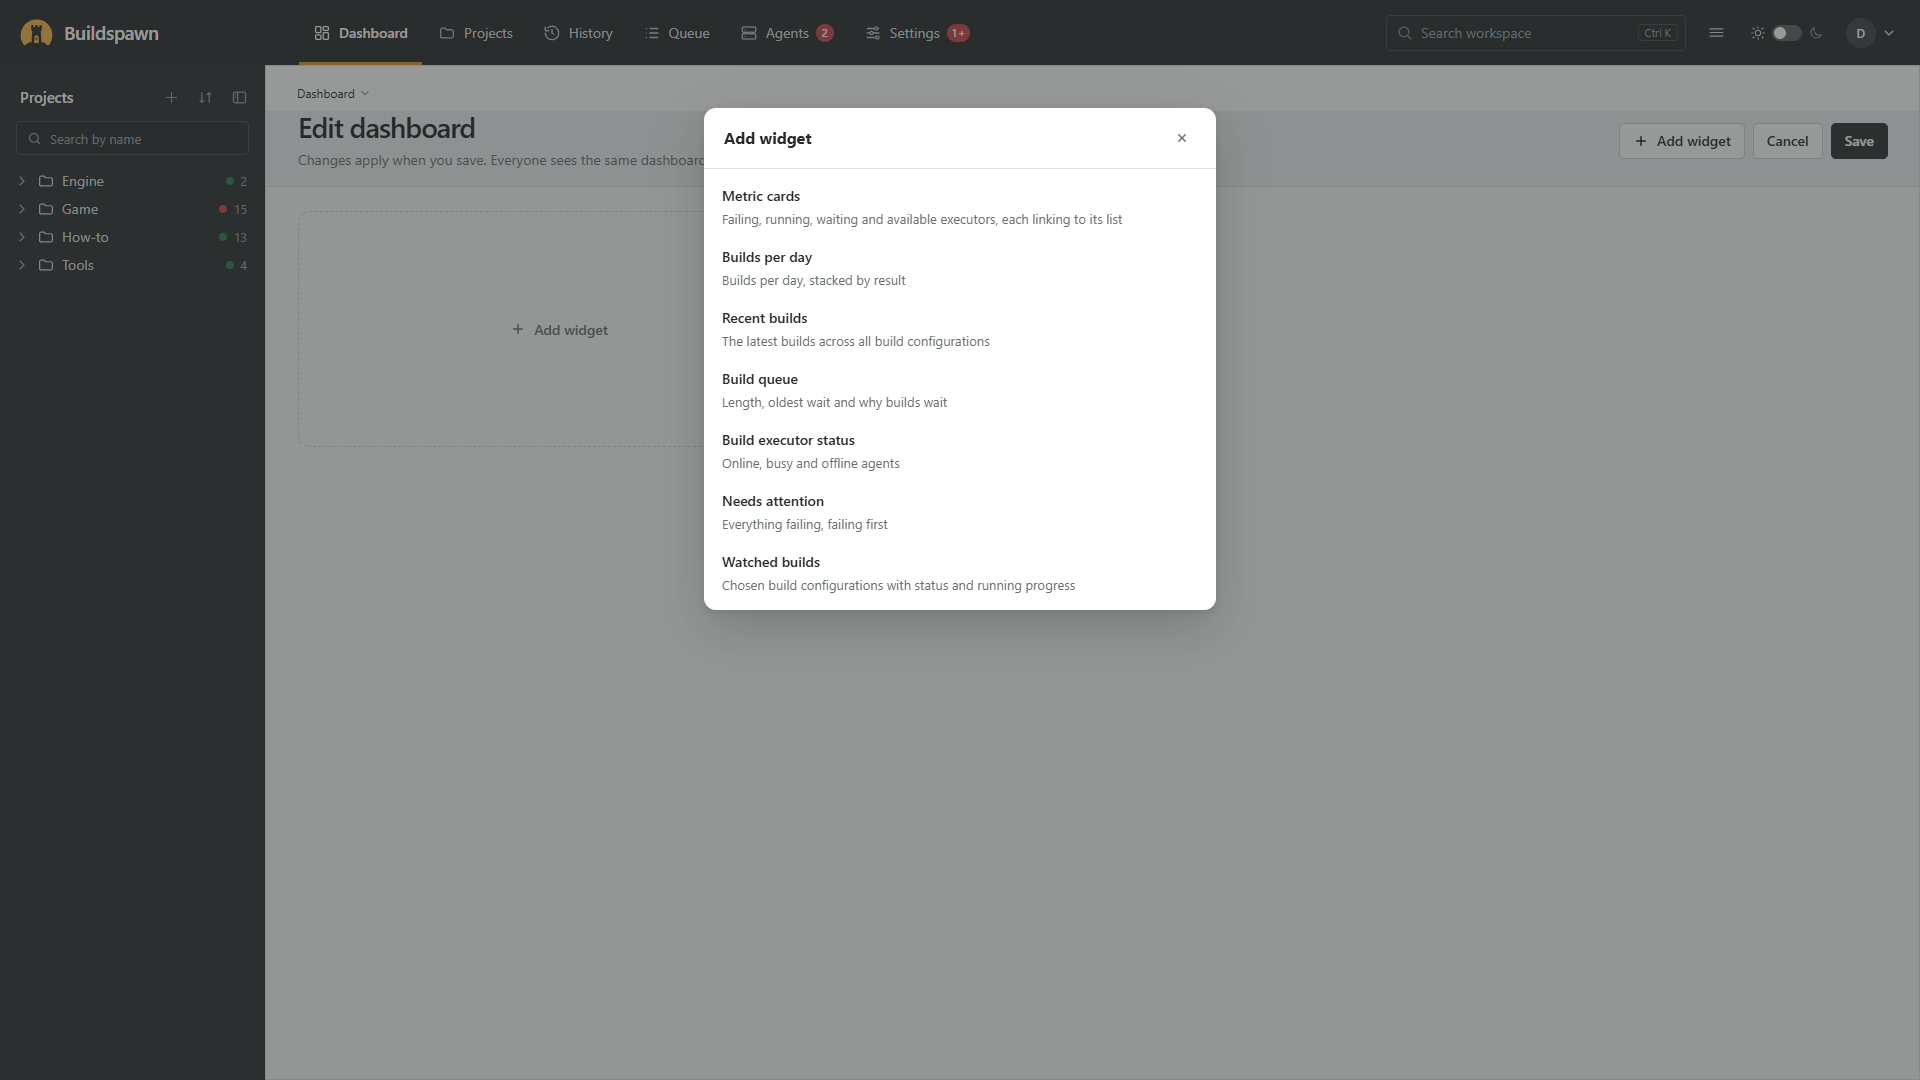 Buildspawn
Dashboard
Projects
History
Queue
Agents 2
Settings 1+
Search workspace Ctrl K
D
Projects
Search by name
Engine 2
Game 15
How-to 13
Tools 4
Dashboard
Edit dashboard
Changes apply when you save. Everyone sees the same dashboard
Add widget
Cancel
Save
Add widget
Add widget
Metric cards
Failing, running, waiting and available executors, each linking to its list
Builds per day
Builds per day, stacked by result
Recent builds
The latest builds across all build configurations
Build queue
Length, oldest wait and why builds wait
Build executor status
Online, busy and offline agents
Needs attention
Everything failing, failing first
Watched builds
Chosen build configurations with status and running progress